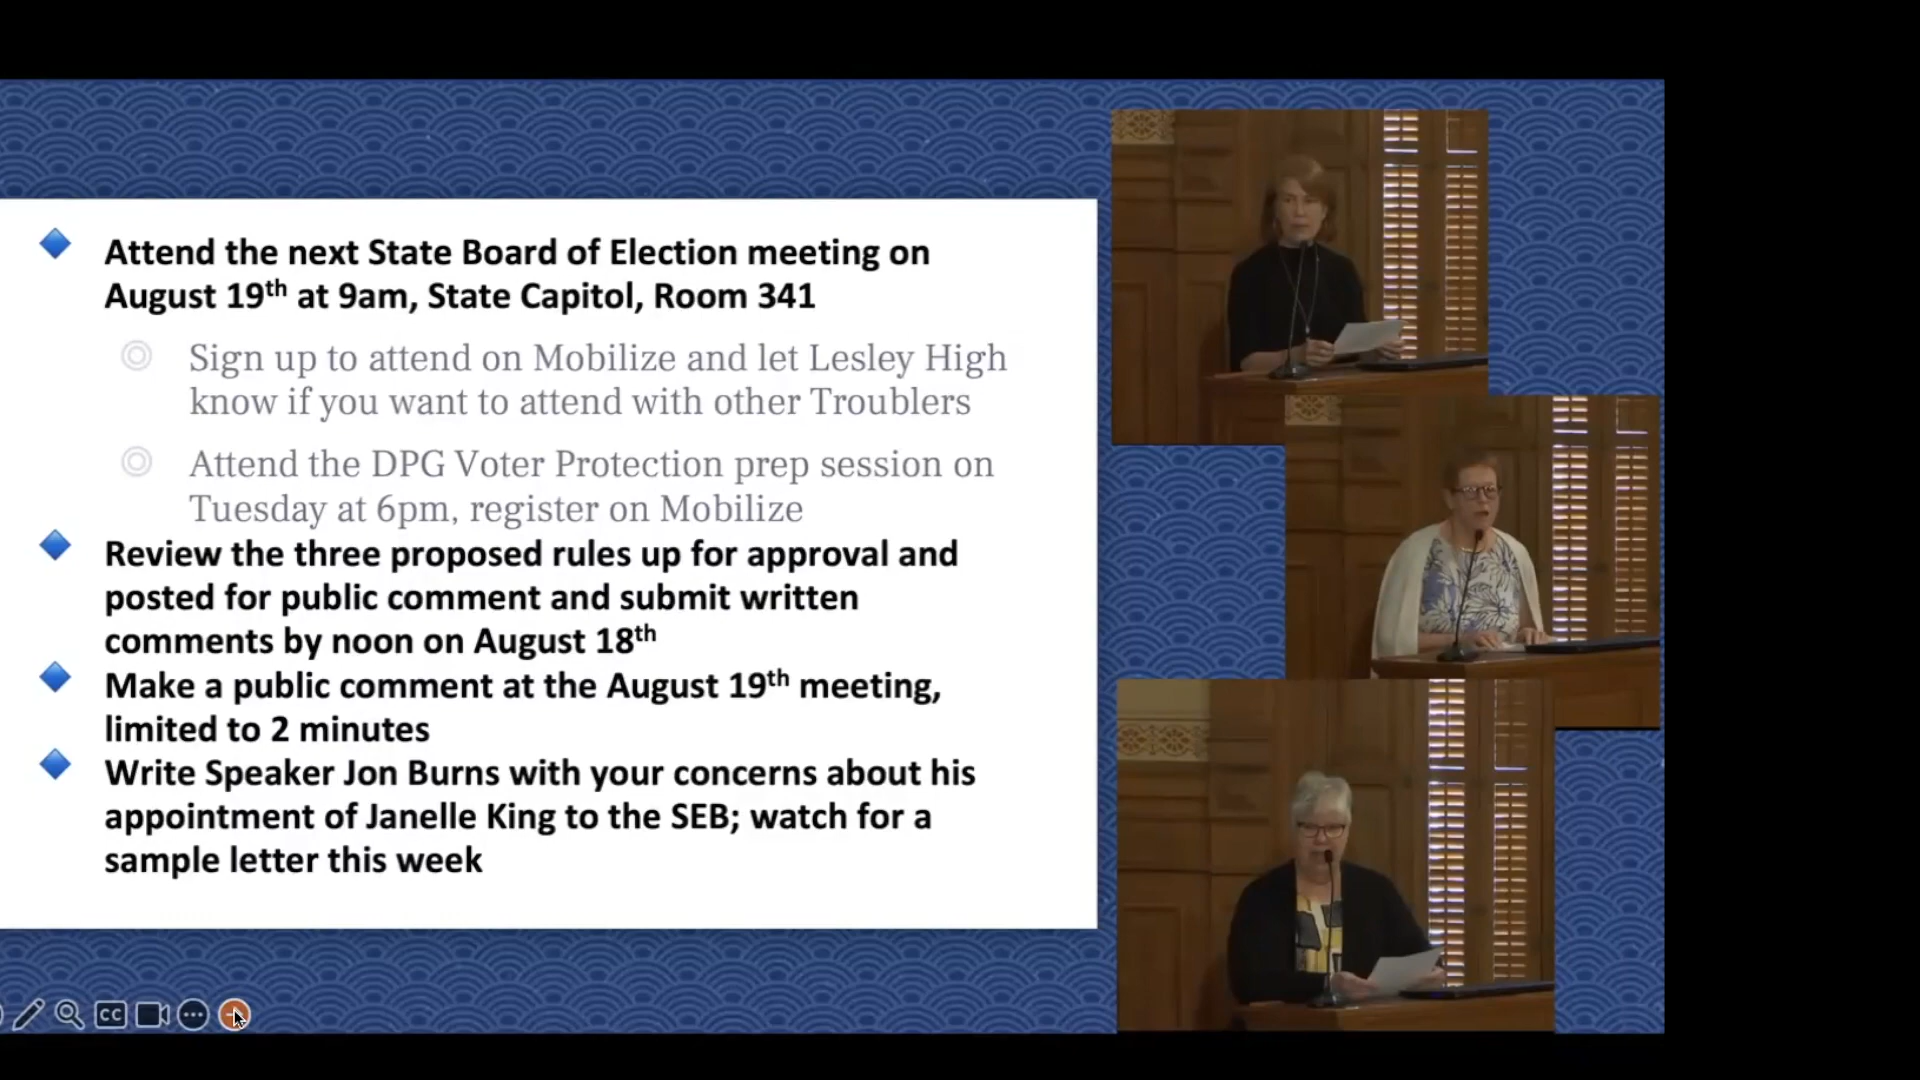 Attend the next State Board of Election meeting on
August 19th at 9am, State Capitol, Room 341
Sign up to attend on Mobilize and let Lesley High
know if you want to attend with other Troublers
Attend the DPG Voter Protection prep session on
Tuesday at 6pm, register on Mobilize
Review the three proposed rules up for approval and
posted for public comment and submit written
comments by noon on August 18th
Make a public comment at the August 19th meeting,
limited to 2 minutes
Write Speaker Jon Burns with your concerns about his
appointment of Janelle King to the SEB; watch for a
sample letter this week
CC